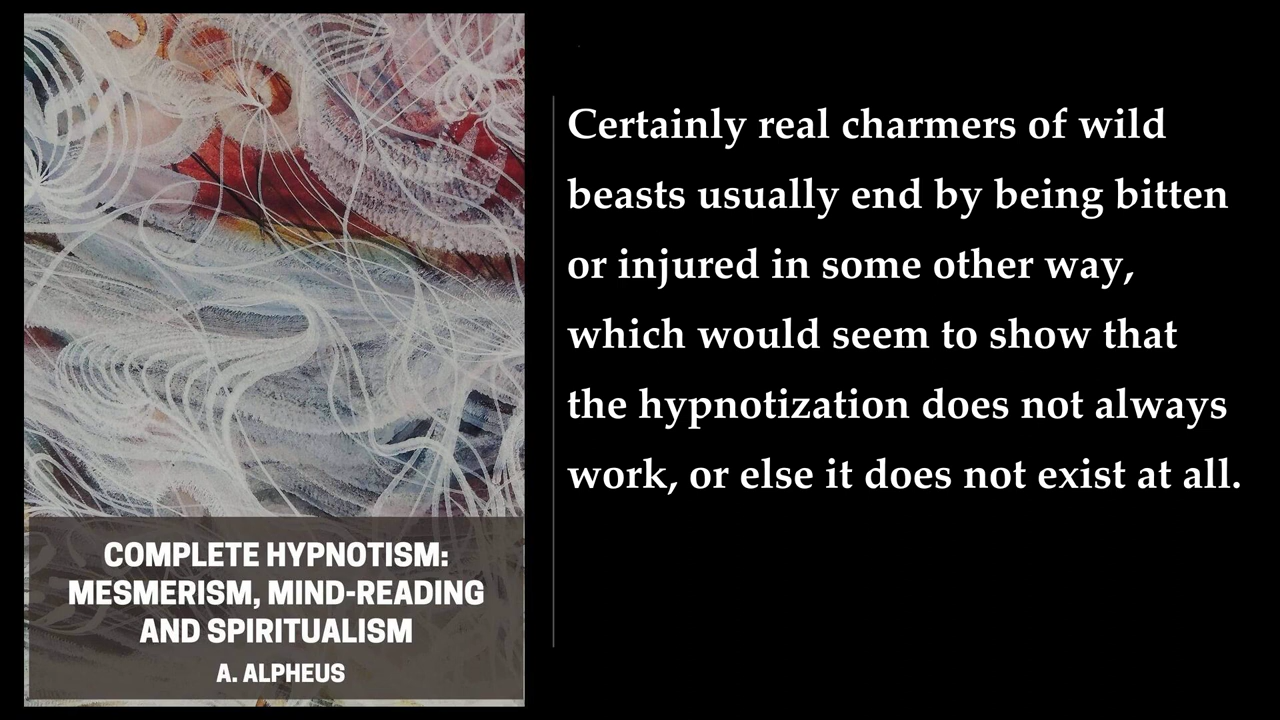 COMPLETE HYPNOTISM:
MESMERISM, MIND-READING
AND SPIRITUALISM
A. ALPHEUS
Certainly real charmers of wild
beasts usually end by being bitten
or injured in some other way,
which would seem to show that
the hypnotization does not always
work, or else it does not exist at all.